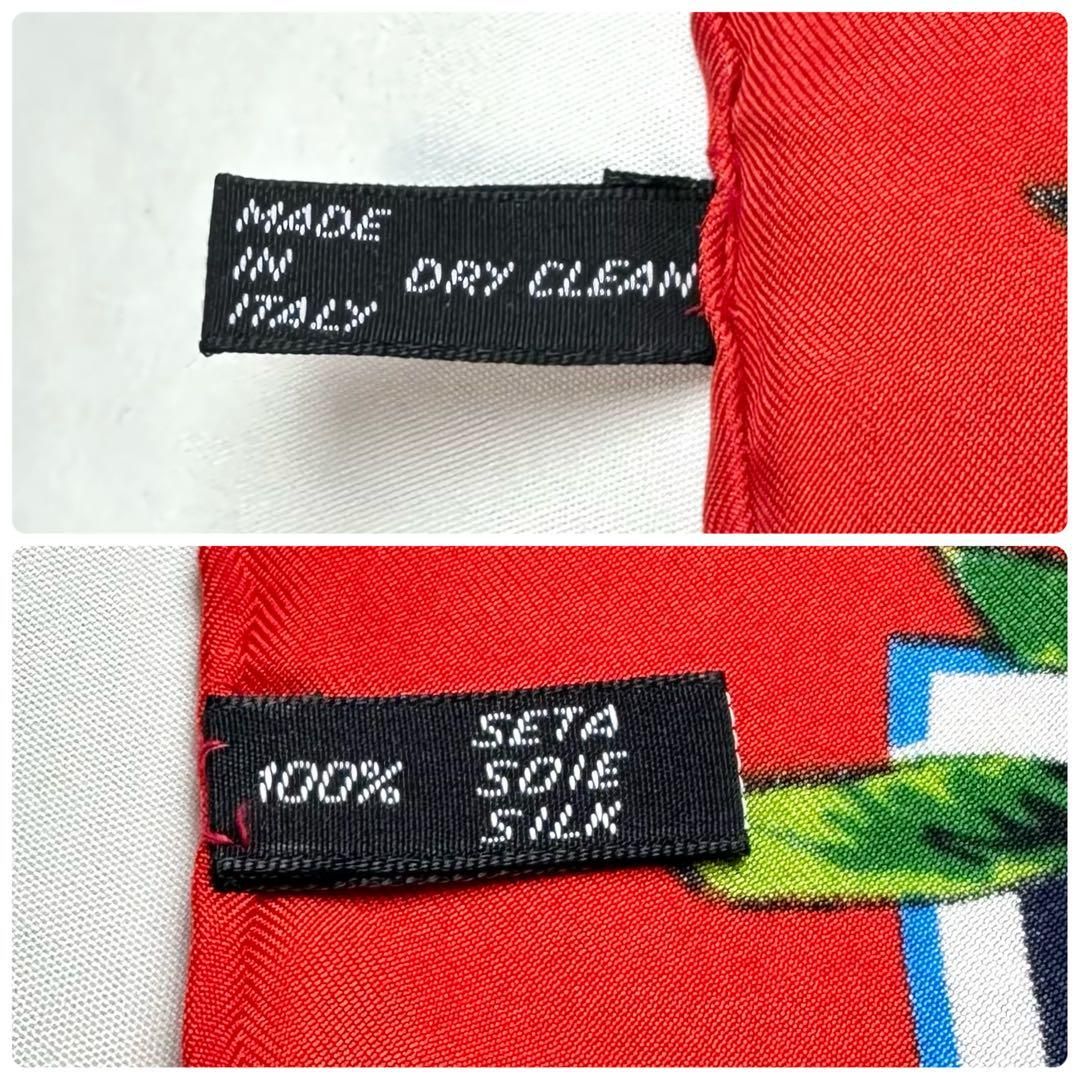 MADE
IN
ITALY
DRY CLEAN
100%
SETA
SOIE
SILK